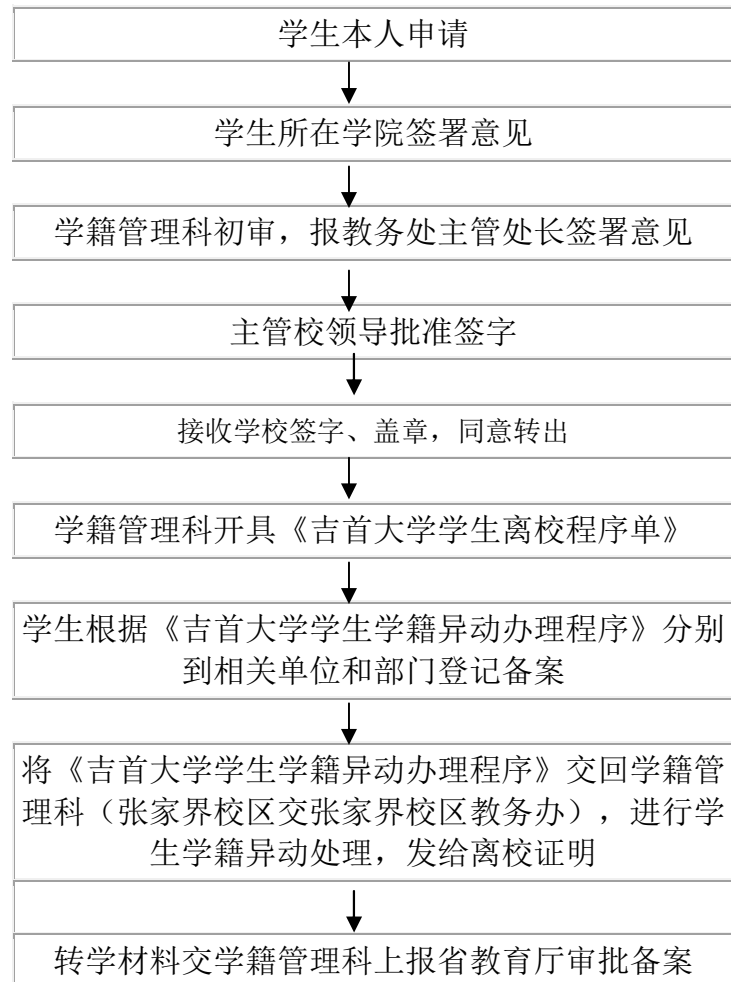 学生本人申请
学生所在学院签署意见
学籍管理科初审，报教务处主管处长签署意见
主管校领导批准签字
接收学校签字、盖章，同意转出
学籍管理科开具《吉首大学学生离校程序单》
学生根据《吉首大学学生学籍异动办理程序》分别
到相关单位和部门登记备案
将《吉首大学学生学籍异动办理程序》交回学籍管
理科（张家界校区交张家界校区教务办），进行学
生学籍异动处理，发给离校证明
转学材料交学籍管理科上报省教育厅审批备案